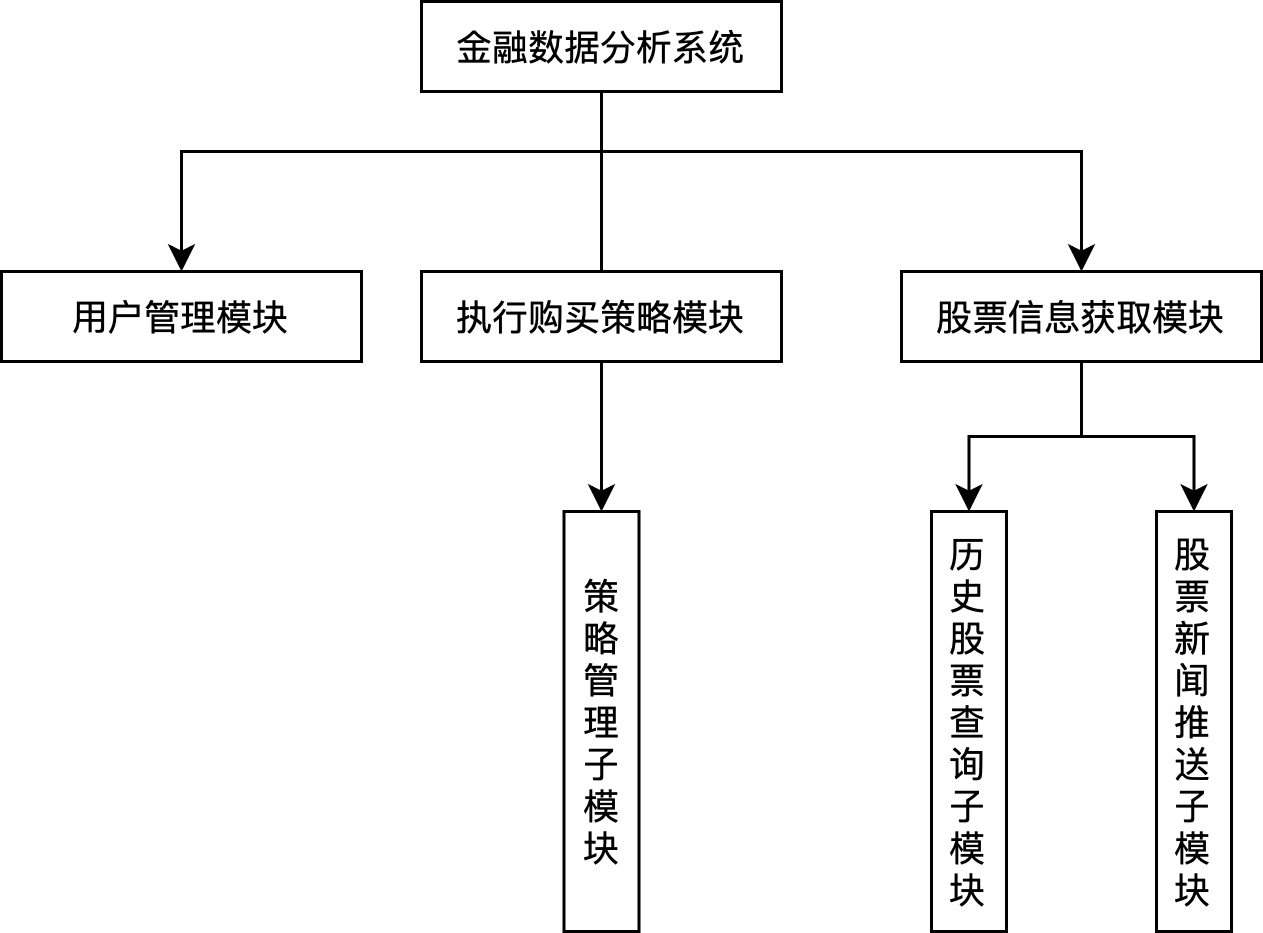 金融数据分析系统
用户管理模块
执行购买策略模块
股票信息获取模块
策略管理子模块
历史股票查询子模块
股票新闻推送子模块